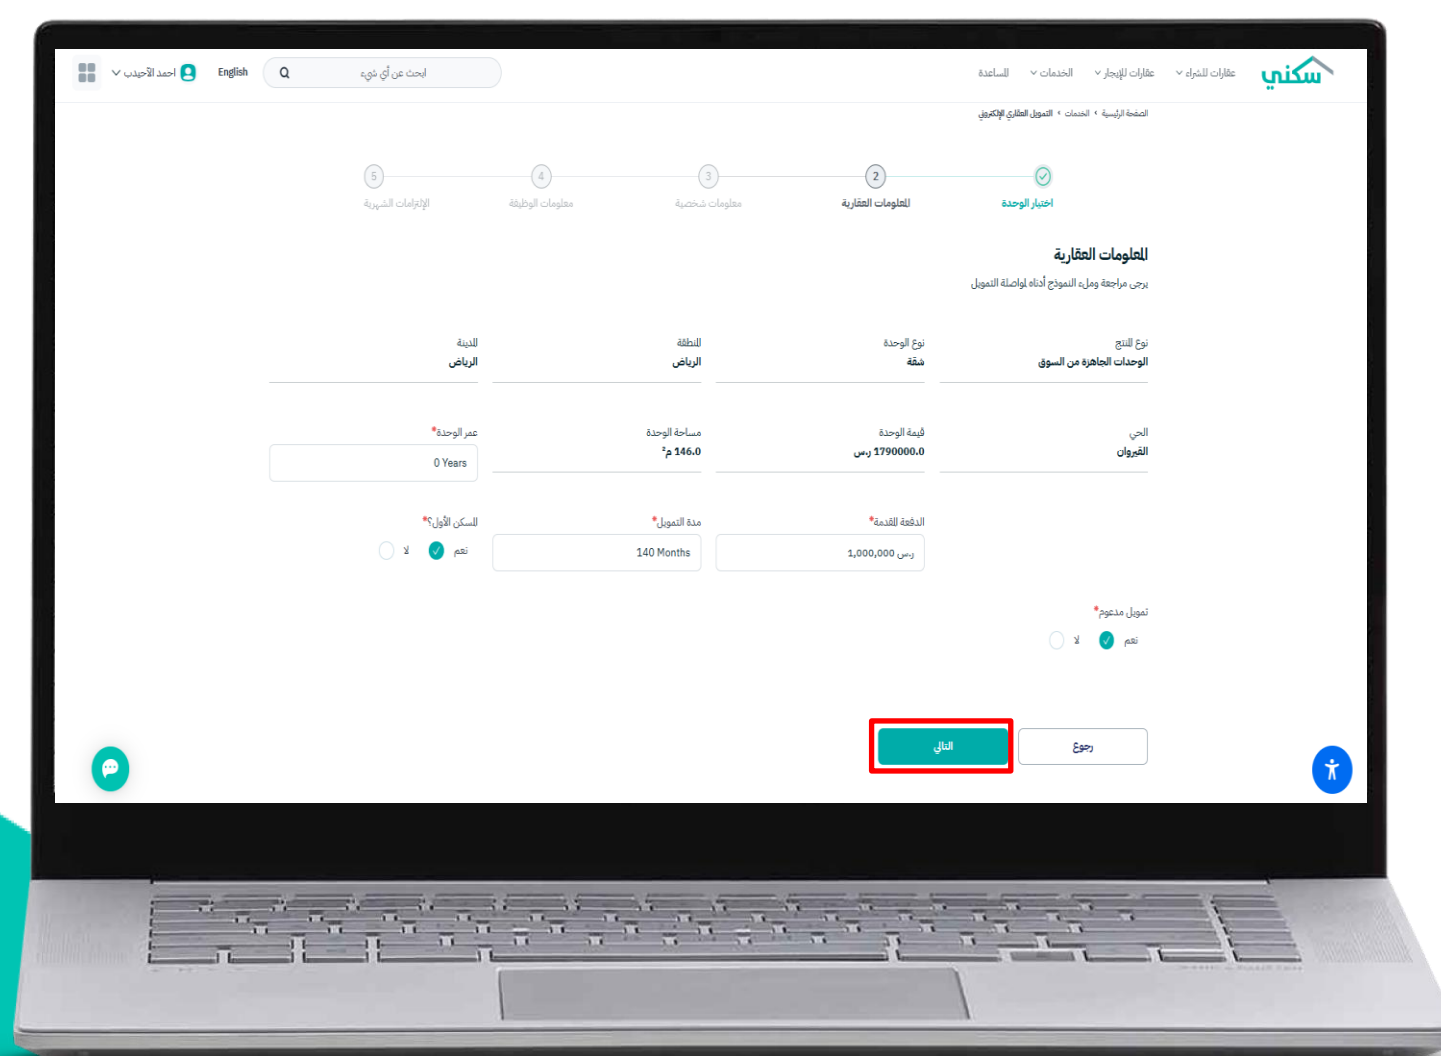 سكني
عقارات للشراء
عقارات للإيجار
الخدمات
المساعدة
ابحث عن أي شيء
English
احمد الأحيدب
الصفحة الرئيسية › الخدمات › التمويل العقاري الإلكتروني
2
3
4
5
اختيار الوحدة
المعلومات العقارية
معلومات شخصية
معلومات الوظيفة
الإلتزامات الشهرية
المعلومات العقارية
يرجى مراجعة وملء النموذج أدناه لمواصلة التمويل
نوع المنتج
الوحدات الجاهزة من السوق
نوع الوحدة
شقة
المنطقة
الرياض
المدينة
الرياض
الحي
القيروان
قيمة الوحدة
1790000.0 ر.س
مساحة الوحدة
146.0 م²
عمر الوحدة*
0 Years
الدفعة المقدمة*
ر.س 1,000,000
مدة التمويل*
140 Months
المسكن الأول؟*
نعم
لا
تمويل مدعوم*
نعم
لا
رجوع
التالي